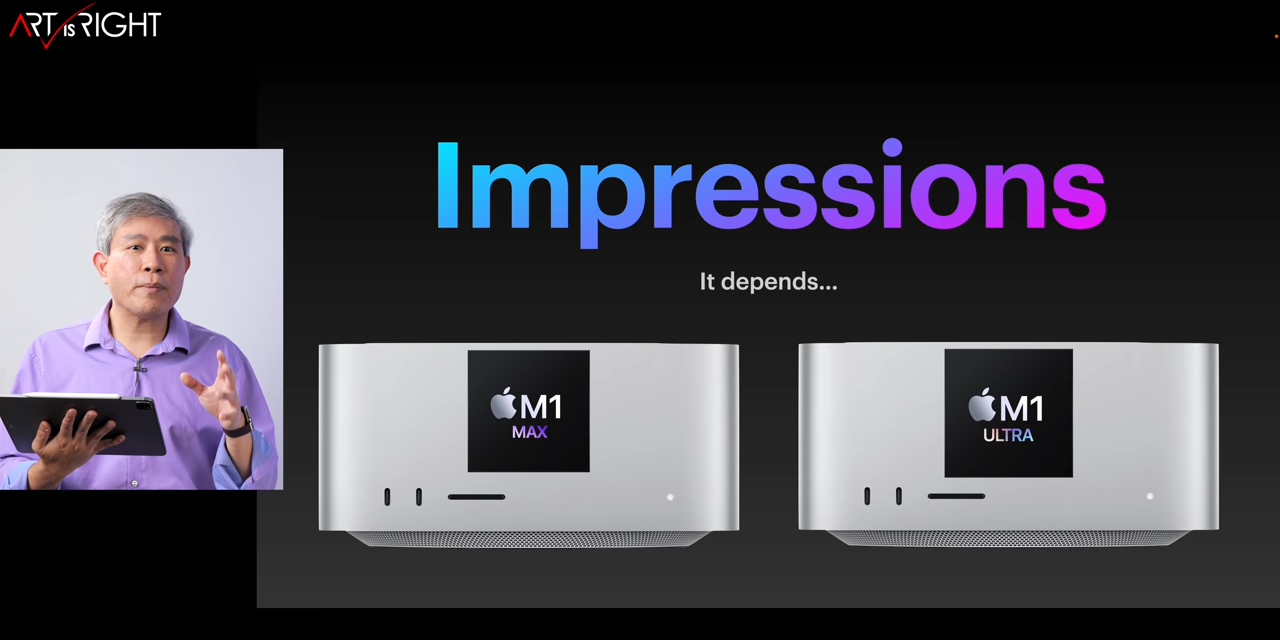 ART IS RIGHT
Impressions
It depends...
M1
MAX
M1
ULTRA